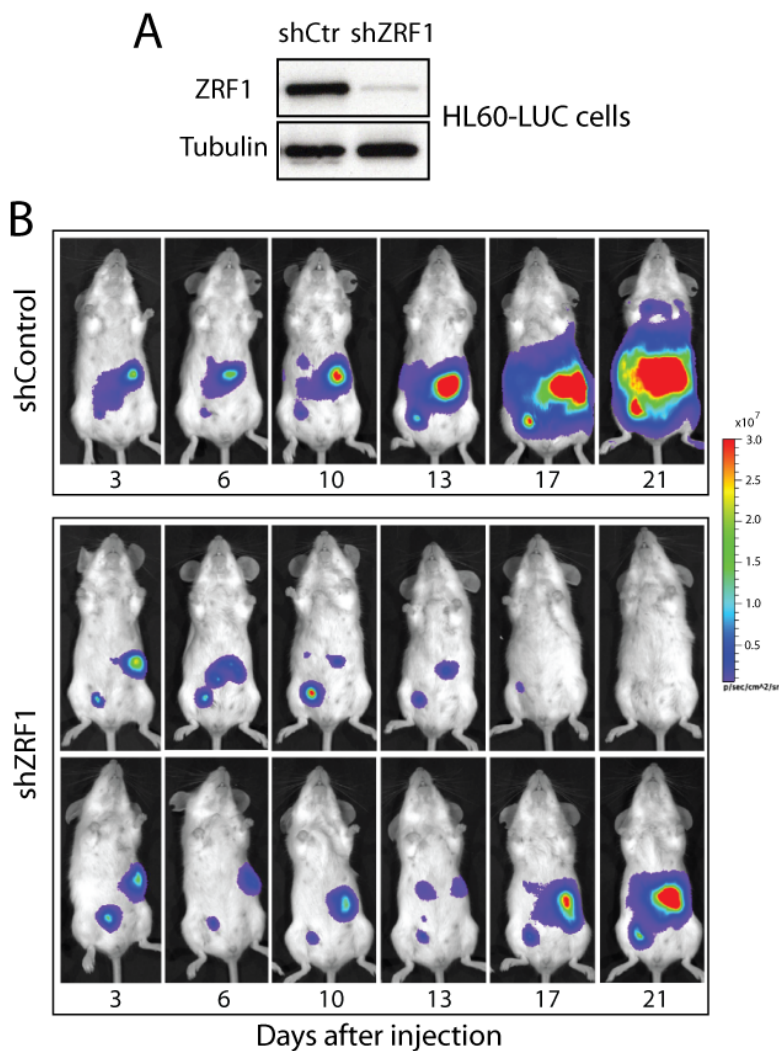 A
shCtr shZRF1
ZRF1
Tubulin
HL60-LUC cells
B
shControl
3 6 10 13 17 21
x10^7
3.0
2.5
2.0
1.5
1.0
0.5
p/sec/cm^2/sr
shZRF1
3 6 10 13 17 21
Days after injection